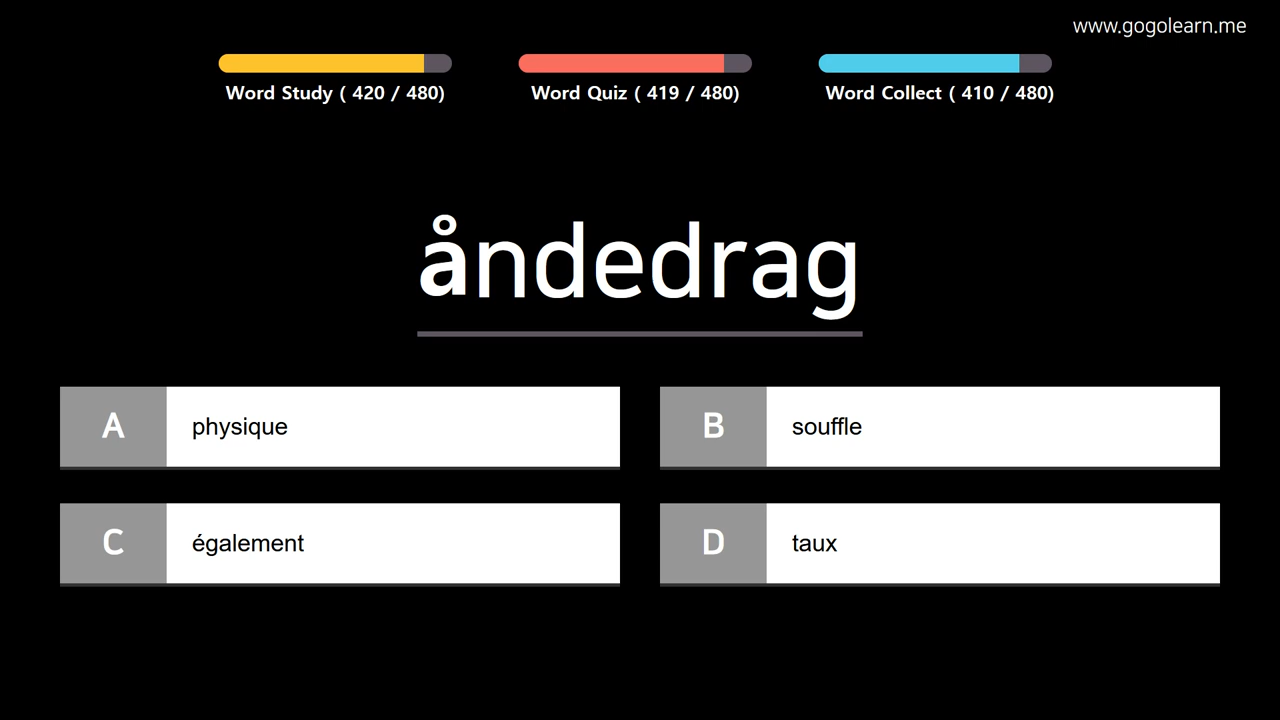 www.gogolearn.me
Word Study ( 420 / 480)
Word Quiz ( 419 / 480)
Word Collect ( 410 / 480)
åndedrag
A physique
B souffle
C également
D taux